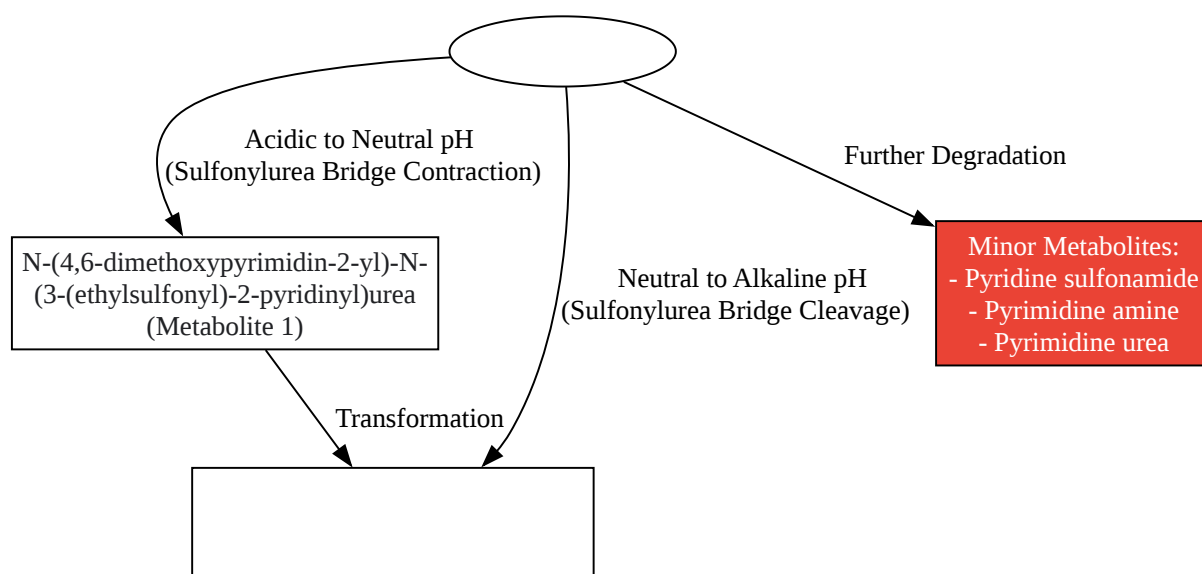 Acidic to Neutral pH
(Sulfonylurea Bridge Contraction)
Further Degradation
N-(4,6-dimethoxypyrimidin-2-yl)-N-
(3-(ethylsulfonyl)-2-pyridinyl)urea
(Metabolite 1)
Neutral to Alkaline pH
(Sulfonylurea Bridge Cleavage)
Minor Metabolites:
- Pyridine sulfonamide
- Pyrimidine amine
- Pyrimidine urea
Transformation